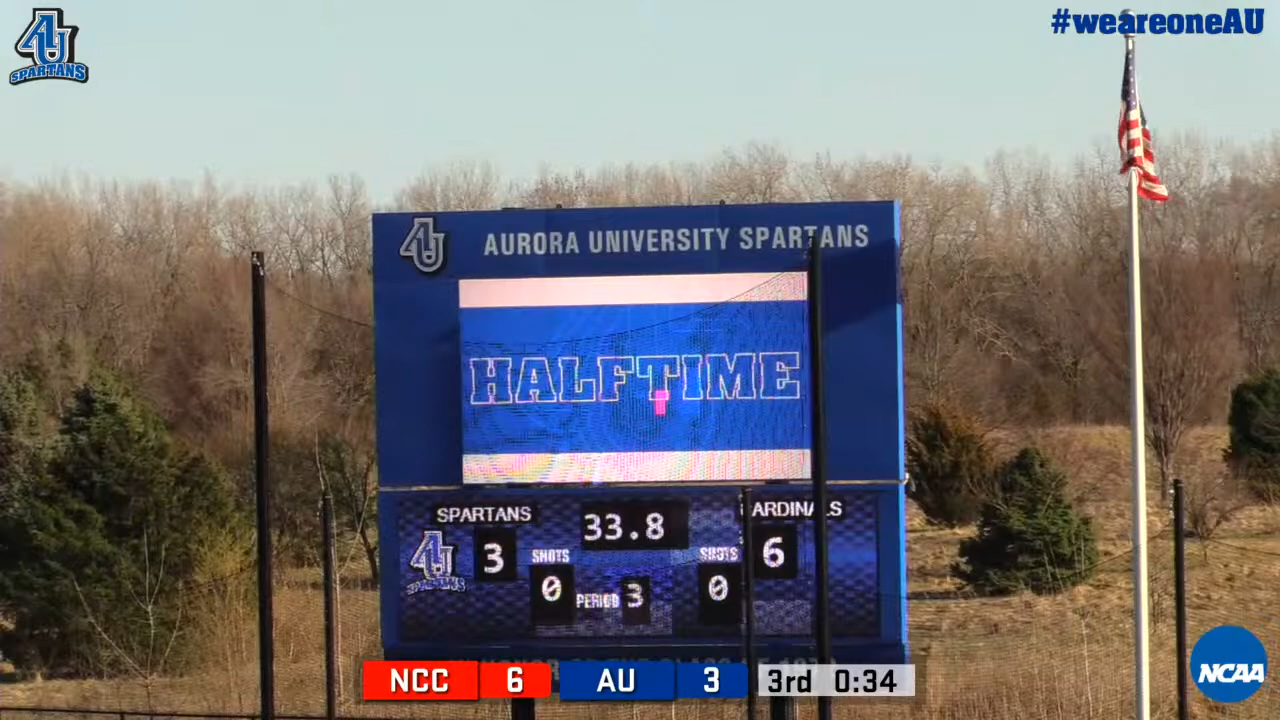 AU
SPARTANS
#weareoneAU
AU
AURORA UNIVERSITY SPARTANS
HALFTIME
SPARTANS
33.8
ARDINALS
3
SHOTS
SHOTS
6
AU
SPARTANS
0
PERIOD 3
0
NCC 6 AU 3 3rd 0:34
NCAA